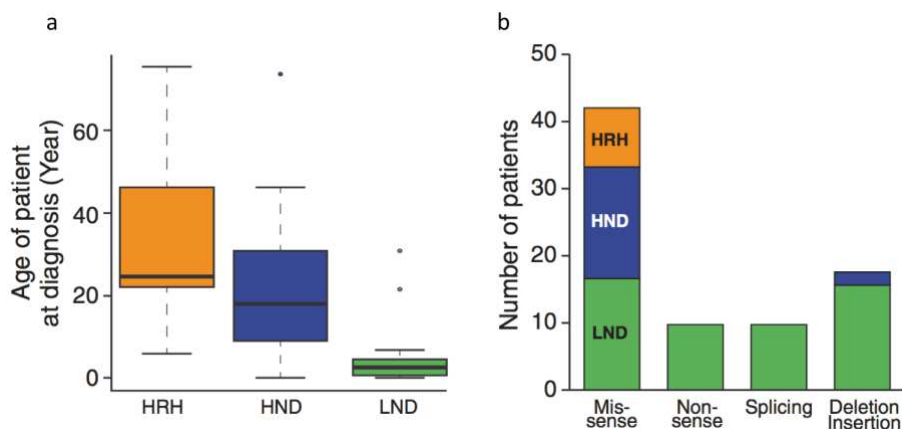 a
Age of patient
at diagnosis (Year)
60
40
20
0
HRH
HND
LND
b
Number of patients
50
40
30
20
10
0
HRH
HND
LND
Mis-
sense
Non-
sense
Splicing
Deletion
Insertion